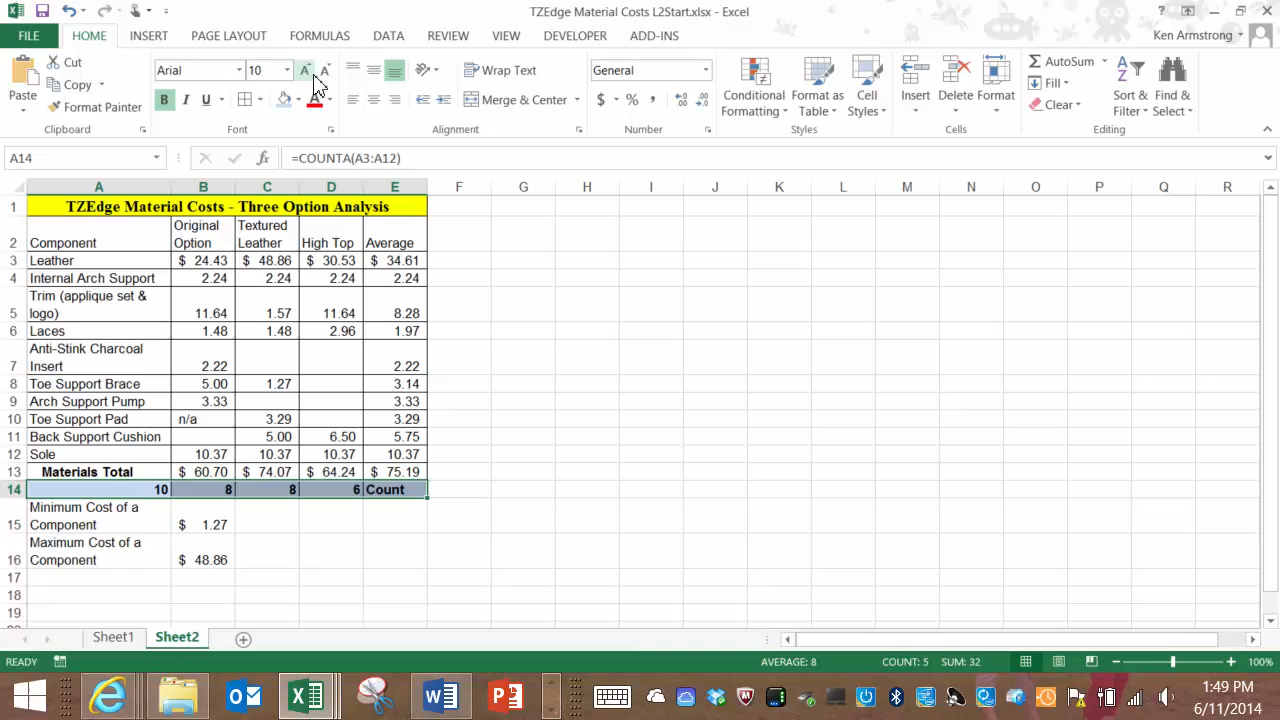 TZEdge Material Costs L2Start.xlsx - Excel
?
FILE HOME INSERT PAGE LAYOUT FORMULAS DATA REVIEW VIEW DEVELOPER ADD-INS Ken Armstrong
Paste Cut Copy Format Painter
Clipboard
Arial 10 A A
B I U A
Font
Wrap Text
Merge & Center
Alignment
General
$ % ,
Number
Conditional Formatting
Format as Table
Cell Styles
Styles
Insert Delete Format
Cells
AutoSum
Fill
Clear
Sort & Filter
Find & Select
Editing
A14 fx =COUNTA(A3:A12)
A B C D E F G H I J K L M N O P Q R
1 TZEdge Material Costs - Three Option Analysis
2 Component Original Option Textured Leather High Top Average
3 Leather $ 24.43 $ 48.86 $ 30.53 $ 34.61
4 Internal Arch Support 2.24 2.24 2.24 2.24
5 Trim (applique set & logo) 11.64 1.57 11.64 8.28
6 Laces 1.48 1.48 2.96 1.97
7 Anti-Stink Charcoal Insert 2.22 2.22
8 Toe Support Brace 5.00 1.27 3.14
9 Arch Support Pump 3.33 3.33
10 Toe Support Pad n/a 3.29 3.29
11 Back Support Cushion 5.00 6.50 5.75
12 Sole 10.37 10.37 10.37 10.37
13 Materials Total $ 60.70 $ 74.07 $ 64.24 $ 75.19
14 10 8 8 6 Count
15 Minimum Cost of a Component $ 1.27
16 Maximum Cost of a Component $ 48.86
17
18
19
Sheet1 Sheet2
READY AVERAGE: 8 COUNT: 5 SUM: 32 100%
1:49 PM
6/11/2014